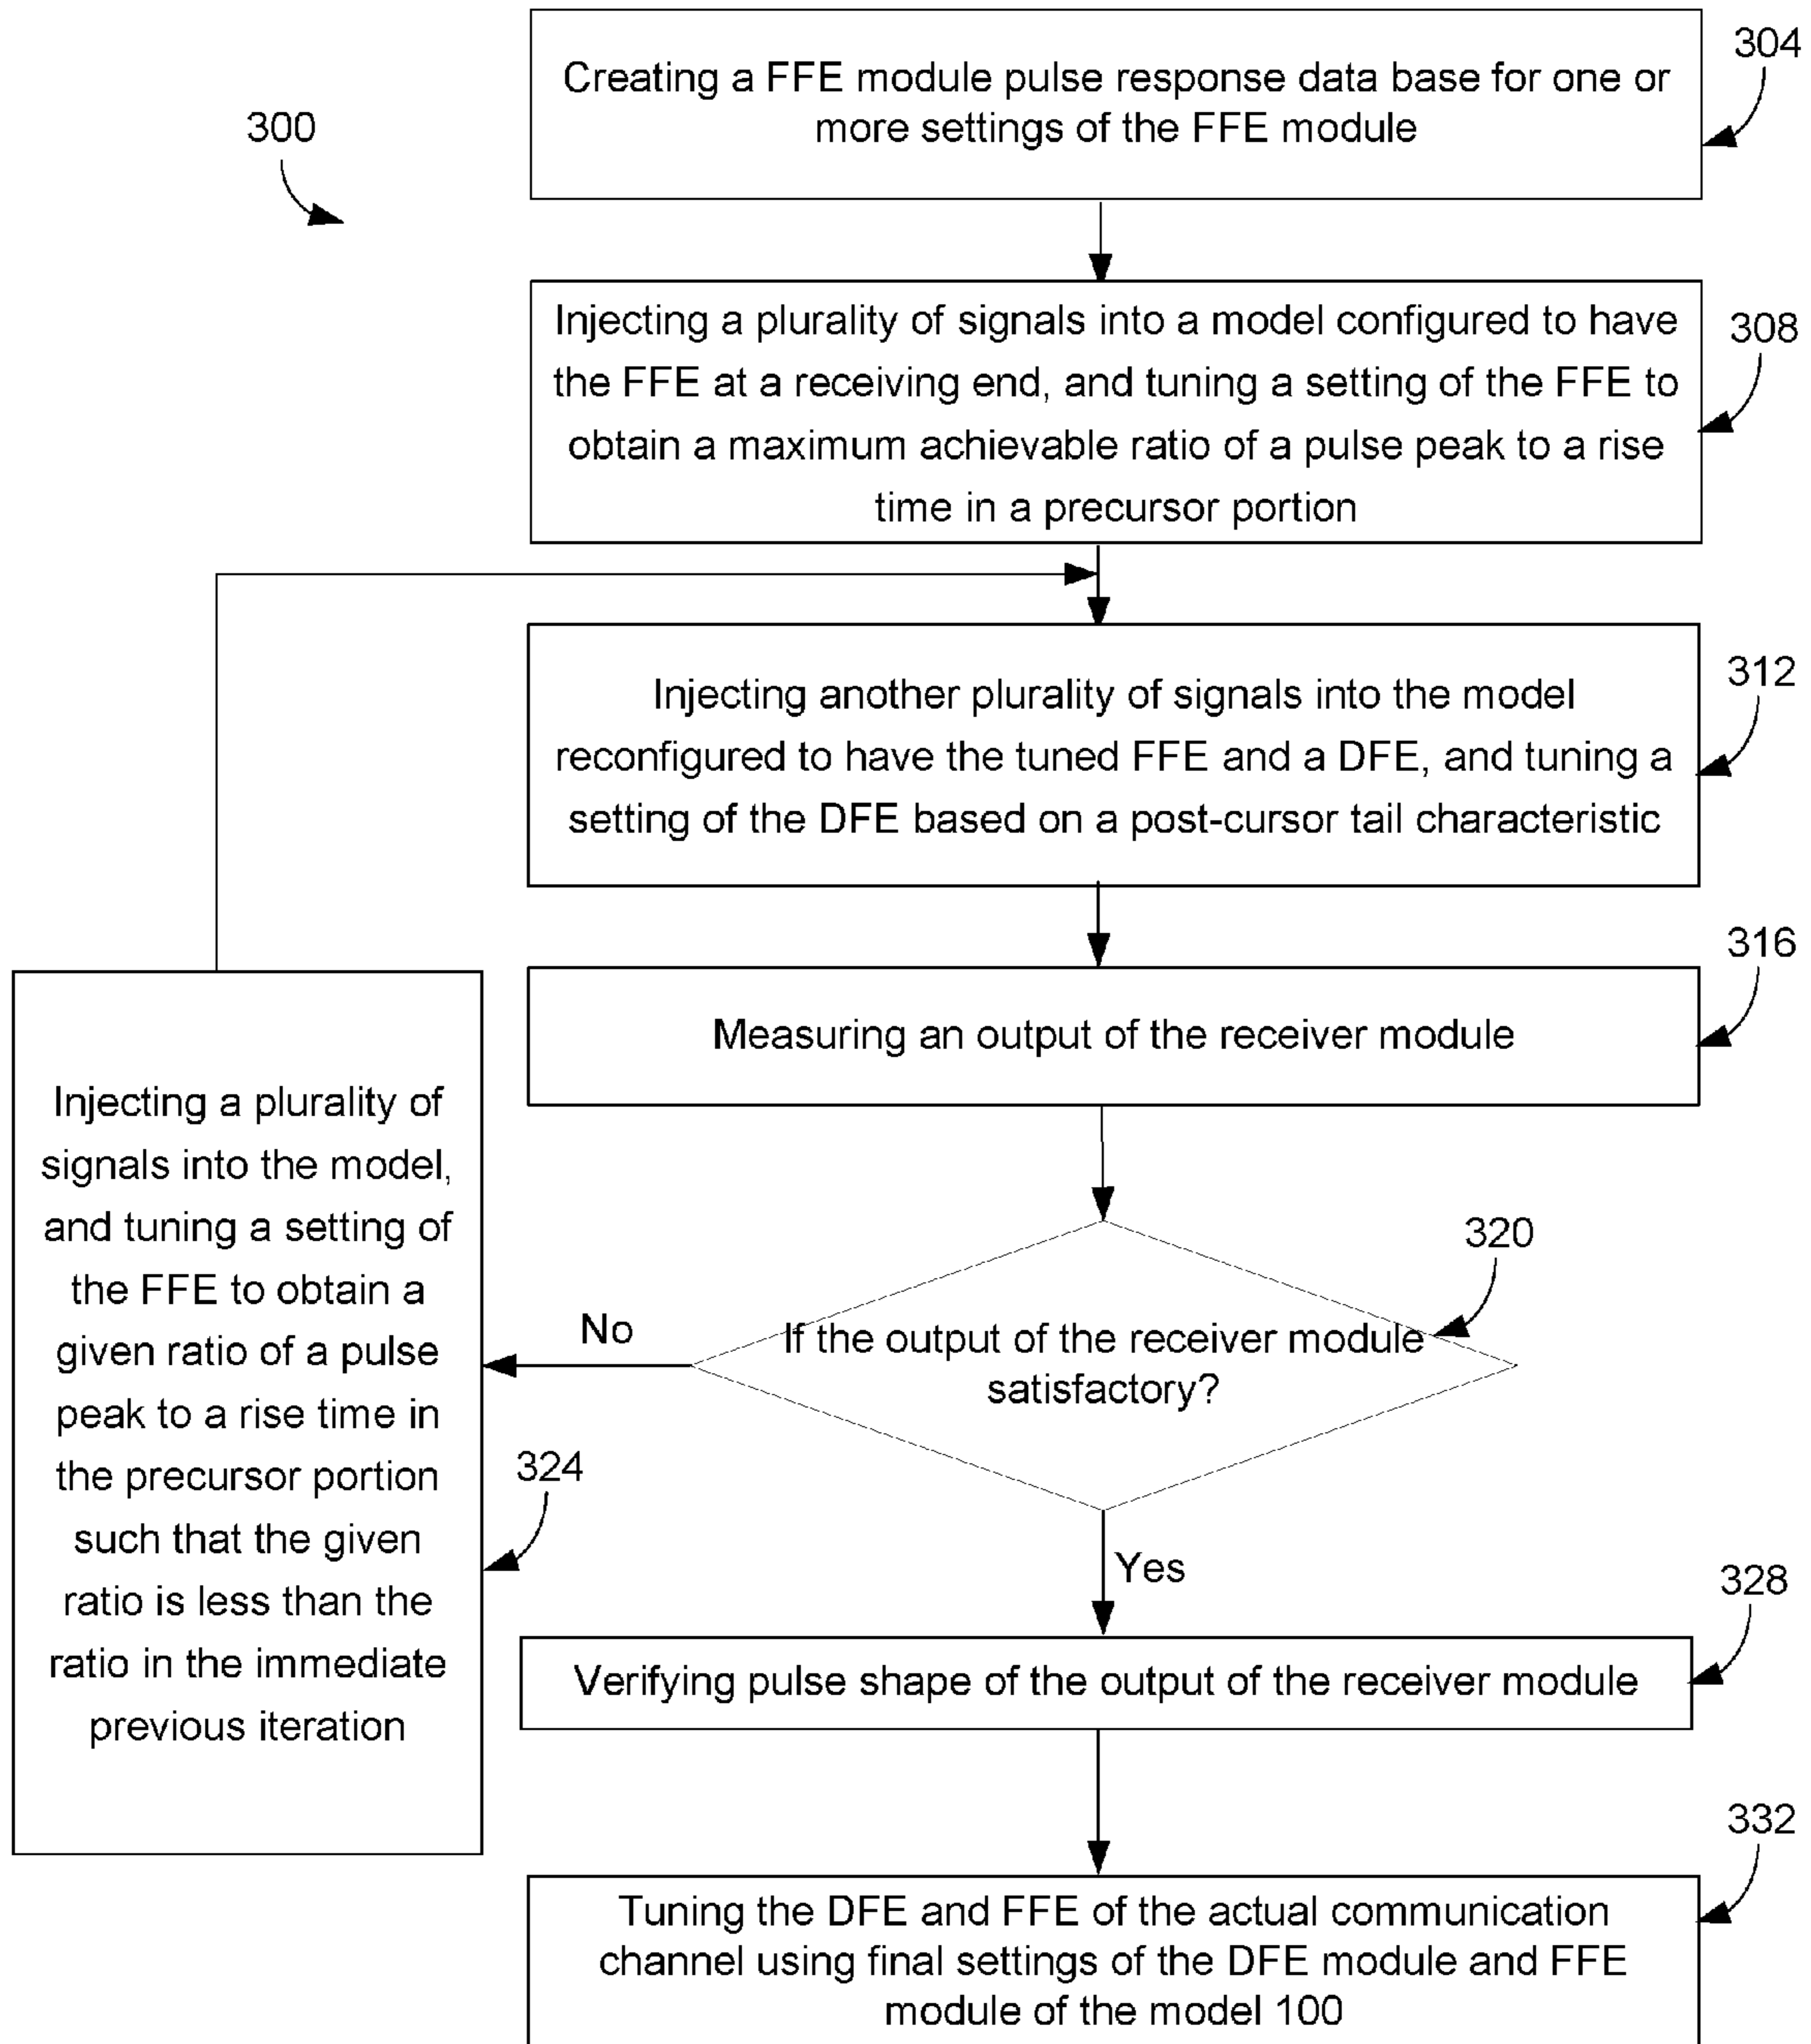 300
Creating a FFE module pulse response data base for one or
more settings of the FFE module
304
Injecting a plurality of signals into a model configured to have
the FFE at a receiving end, and tuning a setting of the FFE to
obtain a maximum achievable ratio of a pulse peak to a rise
time in a precursor portion
308
Injecting another plurality of signals into the model
reconfigured to have the tuned FFE and a DFE, and tuning a
setting of the DFE based on a post-cursor tail characteristic
312
Measuring an output of the receiver module
316
If the output of the receiver module
satisfactory?
320
No
Injecting a plurality of
signals into the model,
and tuning a setting of
the FFE to obtain a
given ratio of a pulse
peak to a rise time in
the precursor portion
such that the given
ratio is less than the
ratio in the immediate
previous iteration
324
Yes
Verifying pulse shape of the output of the receiver module
328
Tuning the DFE and FFE of the actual communication
channel using final settings of the DFE module and FFE
module of the model 100
332